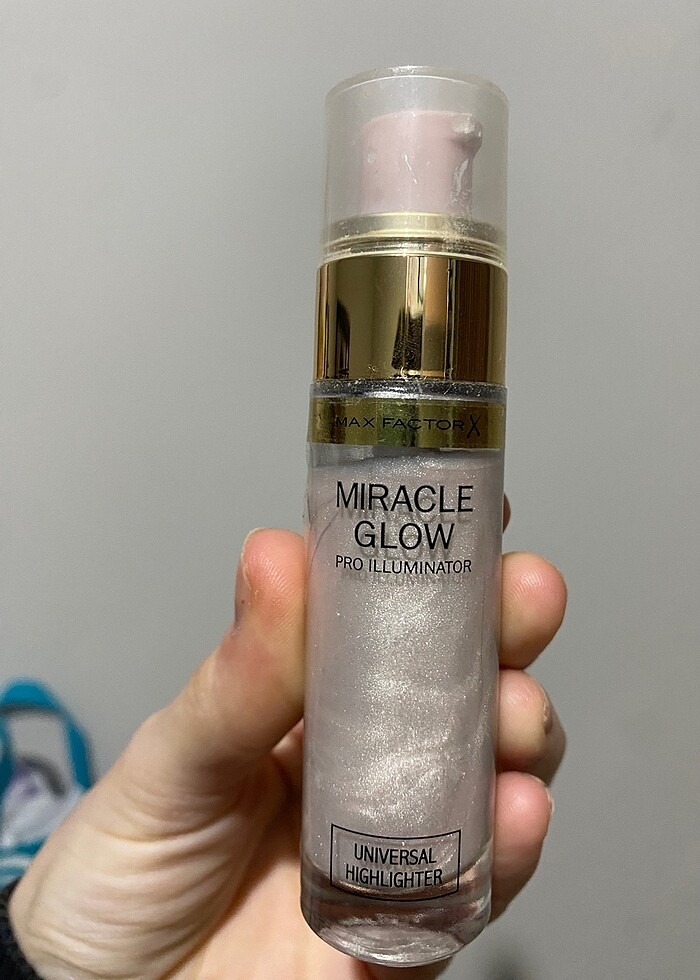 MAX FACTOR X
MIRACLE
GLOW
PRO ILLUMINATOR
UNIVERSAL
HIGHLIGHTER